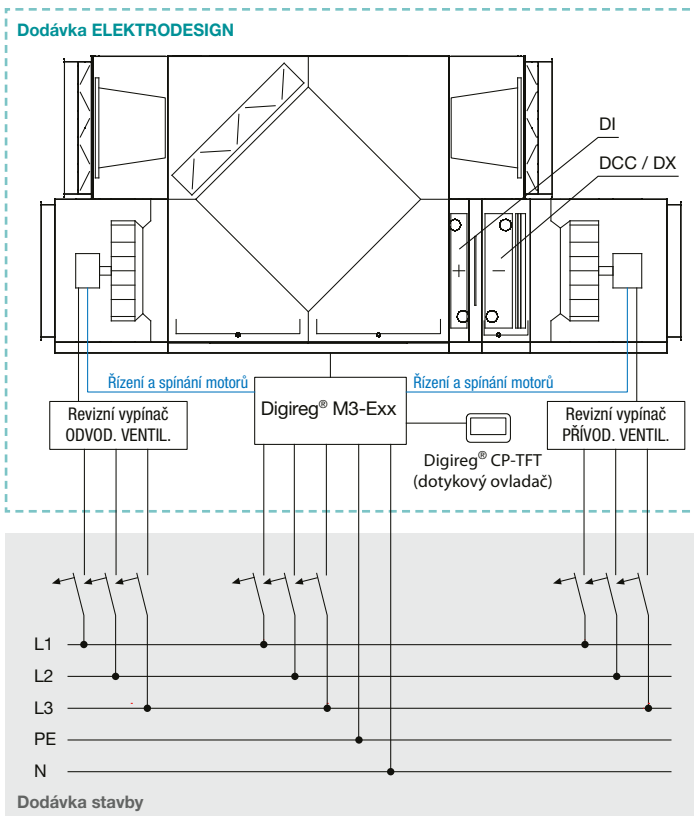 Dodávka ELEKTRODESIGN
DI
DCC / DX
+
−
Řízení a spínání motorů
Řízení a spínání motorů
Revizní vypínač
ODVOD. VENTIL.
Digireg® M3-Exx
Revizní vypínač
PŘÍVOD. VENTIL.
Digireg® CP-TFT
(dotykový ovladač)
L1
L2
L3
PE
N
Dodávka stavby